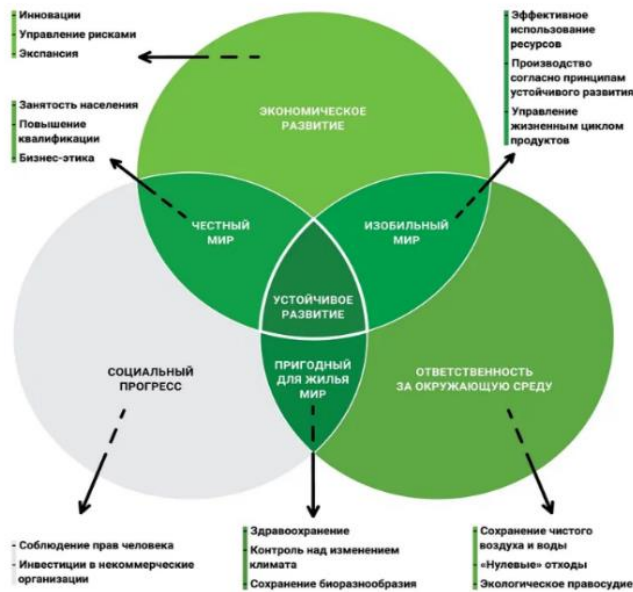 - Инновации
- Управление рисками
- Экспансия
- Эффективное
использование
ресурсов
- Производство
согласно принципам
устойчивого развития
- Управление
жизненным циклом
продуктов
- Занятость населения
- Повышение
квалификации
- Бизнес-этика
ЭКОНОМИЧЕСКОЕ
РАЗВИТИЕ
ЧЕСТНЫЙ
МИР
ИЗОБИЛЬНЫЙ
МИР
УСТОЙЧИВОЕ
РАЗВИТИЕ
СОЦИАЛЬНЫЙ
ПРОГРЕСС
ПРИГОДНЫЙ
ДЛЯ ЖИЛЬЯ
МИР
ОТВЕТСТВЕННОСТЬ
ЗА ОКРУЖАЮЩУЮ СРЕДУ
- Соблюдение прав человека
- Инвестиции в некоммерческие
организации
- Здравоохранение
- Контроль над изменением
климата
- Сохранение биоразнообразия
- Сохранение чистого
воздуха и воды
- «Нулевые» отходы
- Экологическое правосудие